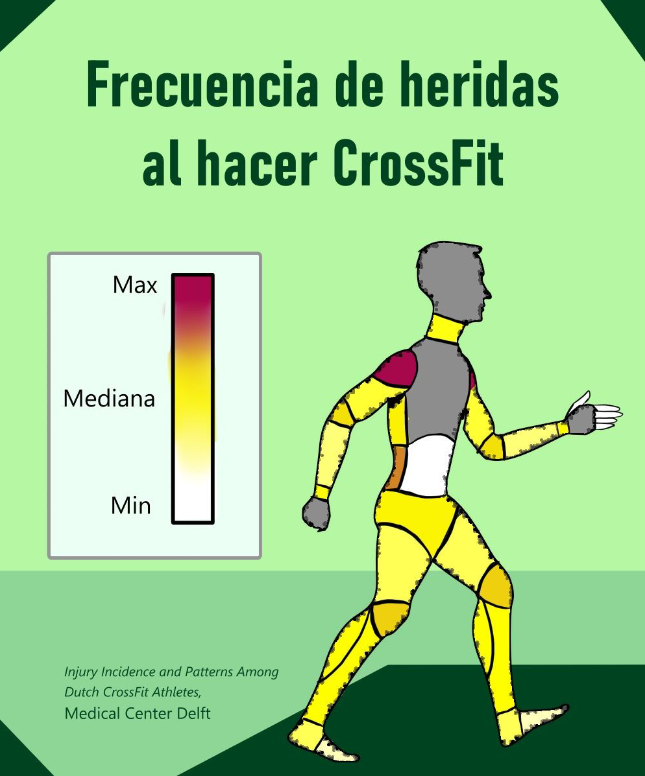 Frecuencia de heridas
al hacer CrossFit
Max
Mediana
Min
Injury Incidence and Patterns Among
Dutch CrossFit Athletes,
Medical Center Delft